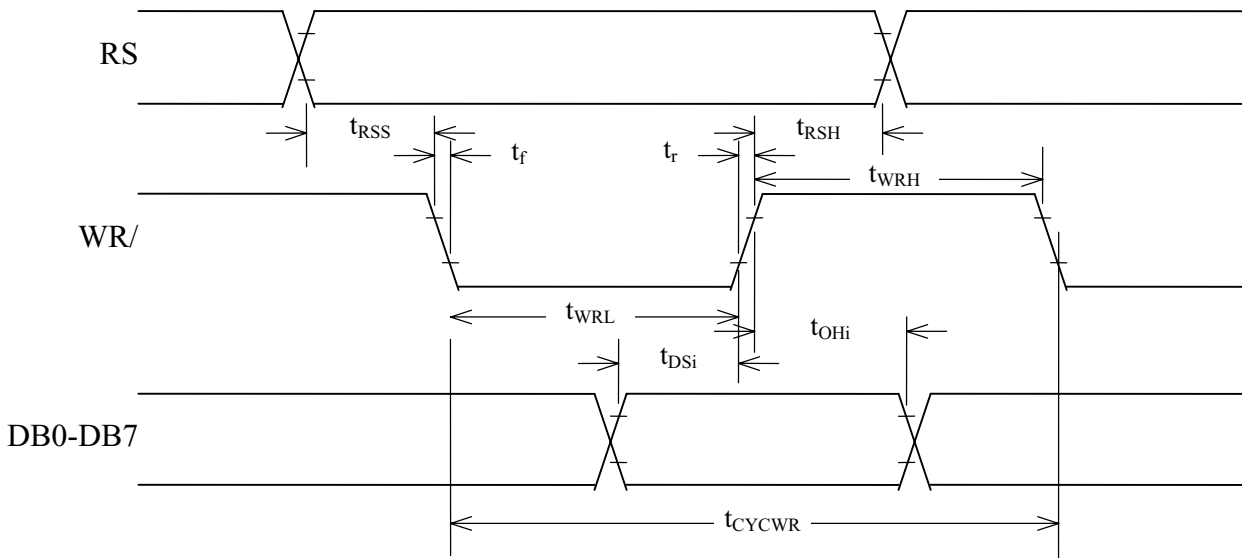 RS
tRSS
tRSH
tf
tr
tWRH
WR/
tWRL
tOHi
tDSi
DB0-DB7
tCYCWR